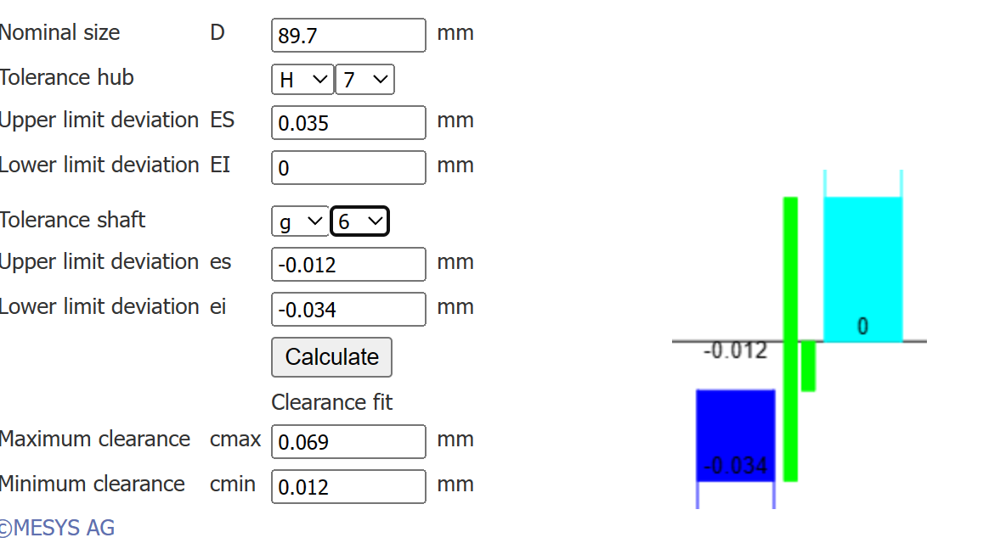 Nominal size D 89.7 mm
Tolerance hub H 7
Upper limit deviation ES 0.035 mm
Lower limit deviation EI 0 mm
Tolerance shaft g 6
Upper limit deviation es -0.012 mm
Lower limit deviation ei -0.034 mm
Calculate
Clearance fit
Maximum clearance cmax 0.069 mm
Minimum clearance cmin 0.012 mm
©MESYS AG
0
-0.012
-0.034